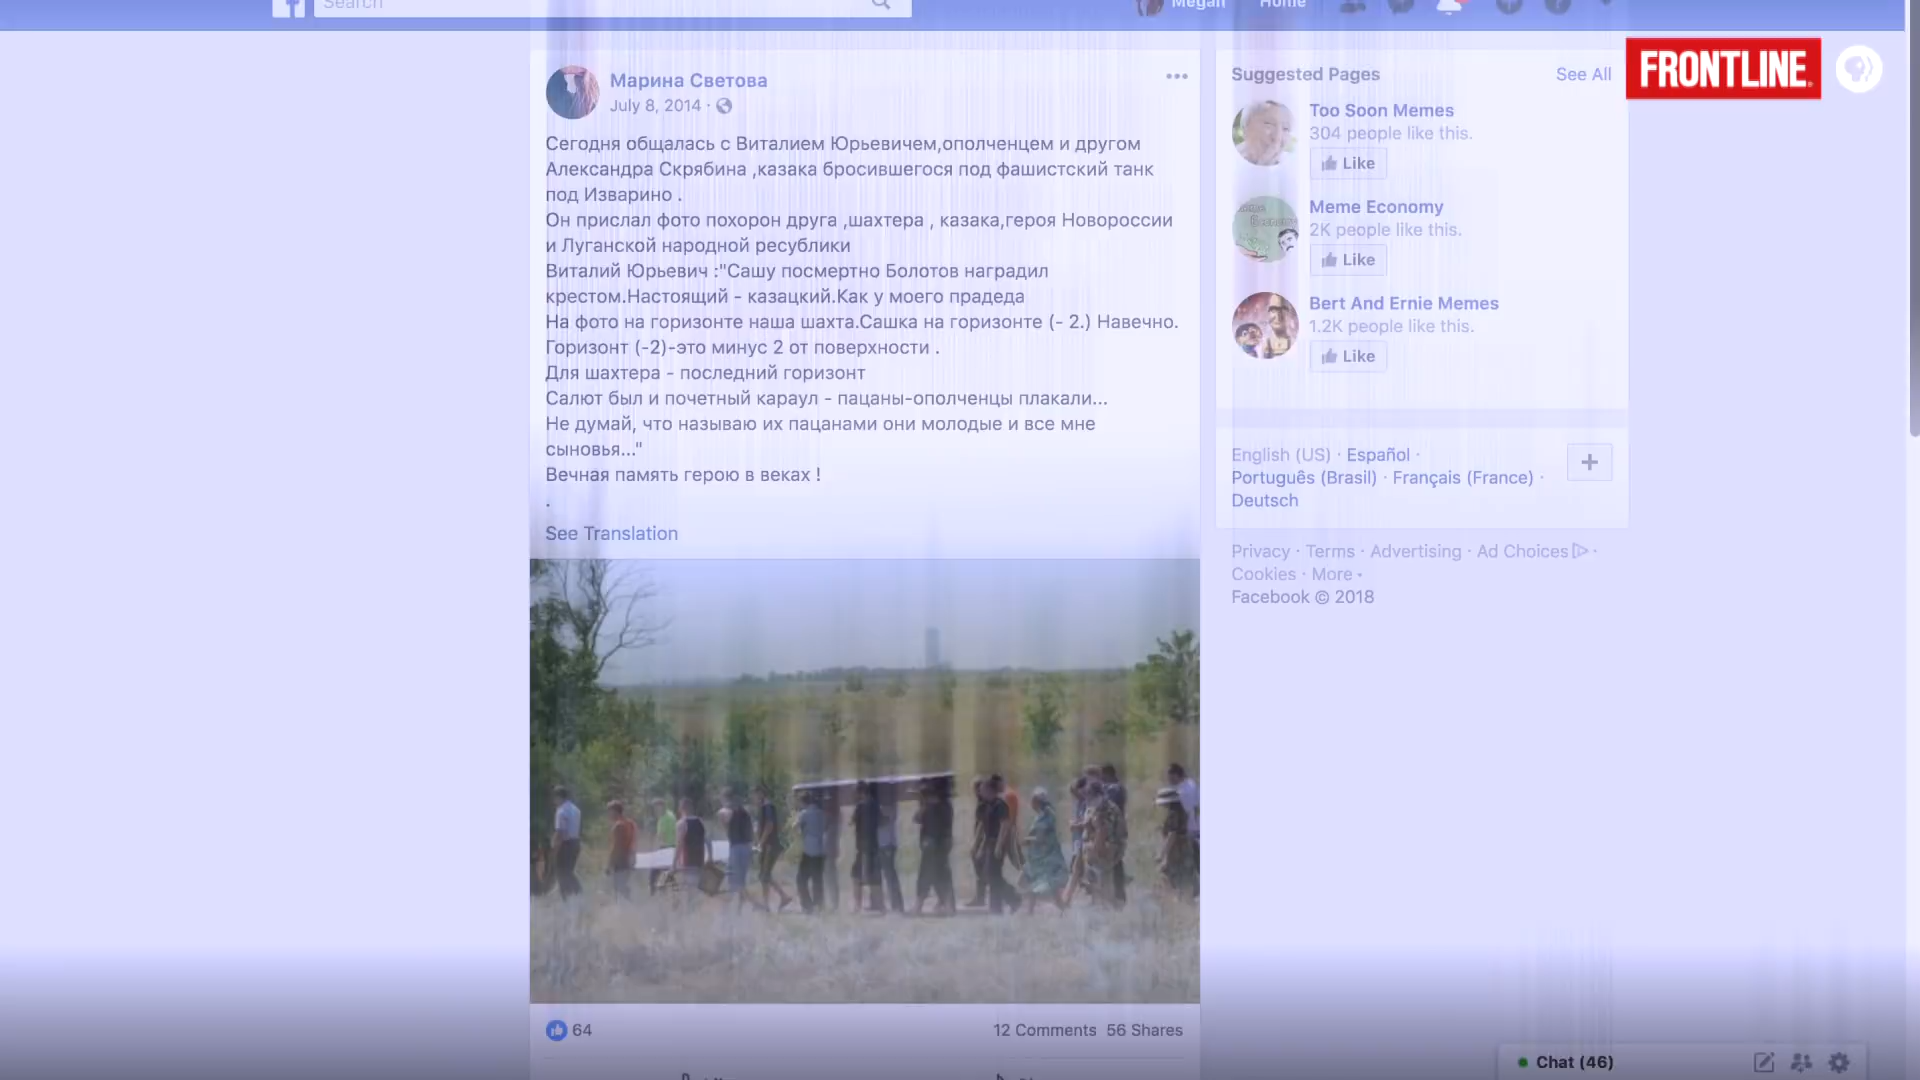 Search
Megan
Home
FRONTLINE
Марина Светова
July 8, 2014 ·
Сегодня общалась с Виталием Юрьевичем,ополченцем и другом
Александра Скрябина ,казака бросившегося под фашистский танк
под Изварино .
Он прислал фото похорон друга ,шахтера , казака,героя Новороссии
и Луганской народной ресублики
Виталий Юрьевич :"Сашу посмертно Болотов наградил
крестом.Настоящий - казацкий.Как у моего прадеда
На фото на горизонте наша шахта.Сашка на горизонте (- 2.) Навечно.
Горизонт (-2)-это минус 2 от поверхности .
Для шахтера - последний горизонт
Салют был и почетный караул - пацаны-ополченцы плакали...
Не думай, что называю их пацанами они молодые и все мне
сыновья..."
Вечная память герою в веках !
.
See Translation
64
12 Comments 56 Shares
Suggested Pages
See All
Too Soon Memes
304 people like this.
Like
Meme Economy
2K people like this.
Like
Bert And Ernie Memes
1.2K people like this.
Like
English (US) · Español ·
Português (Brasil) · Français (France) ·
Deutsch
Privacy · Terms · Advertising · Ad Choices ·
Cookies · More
Facebook © 2018
Chat (46)